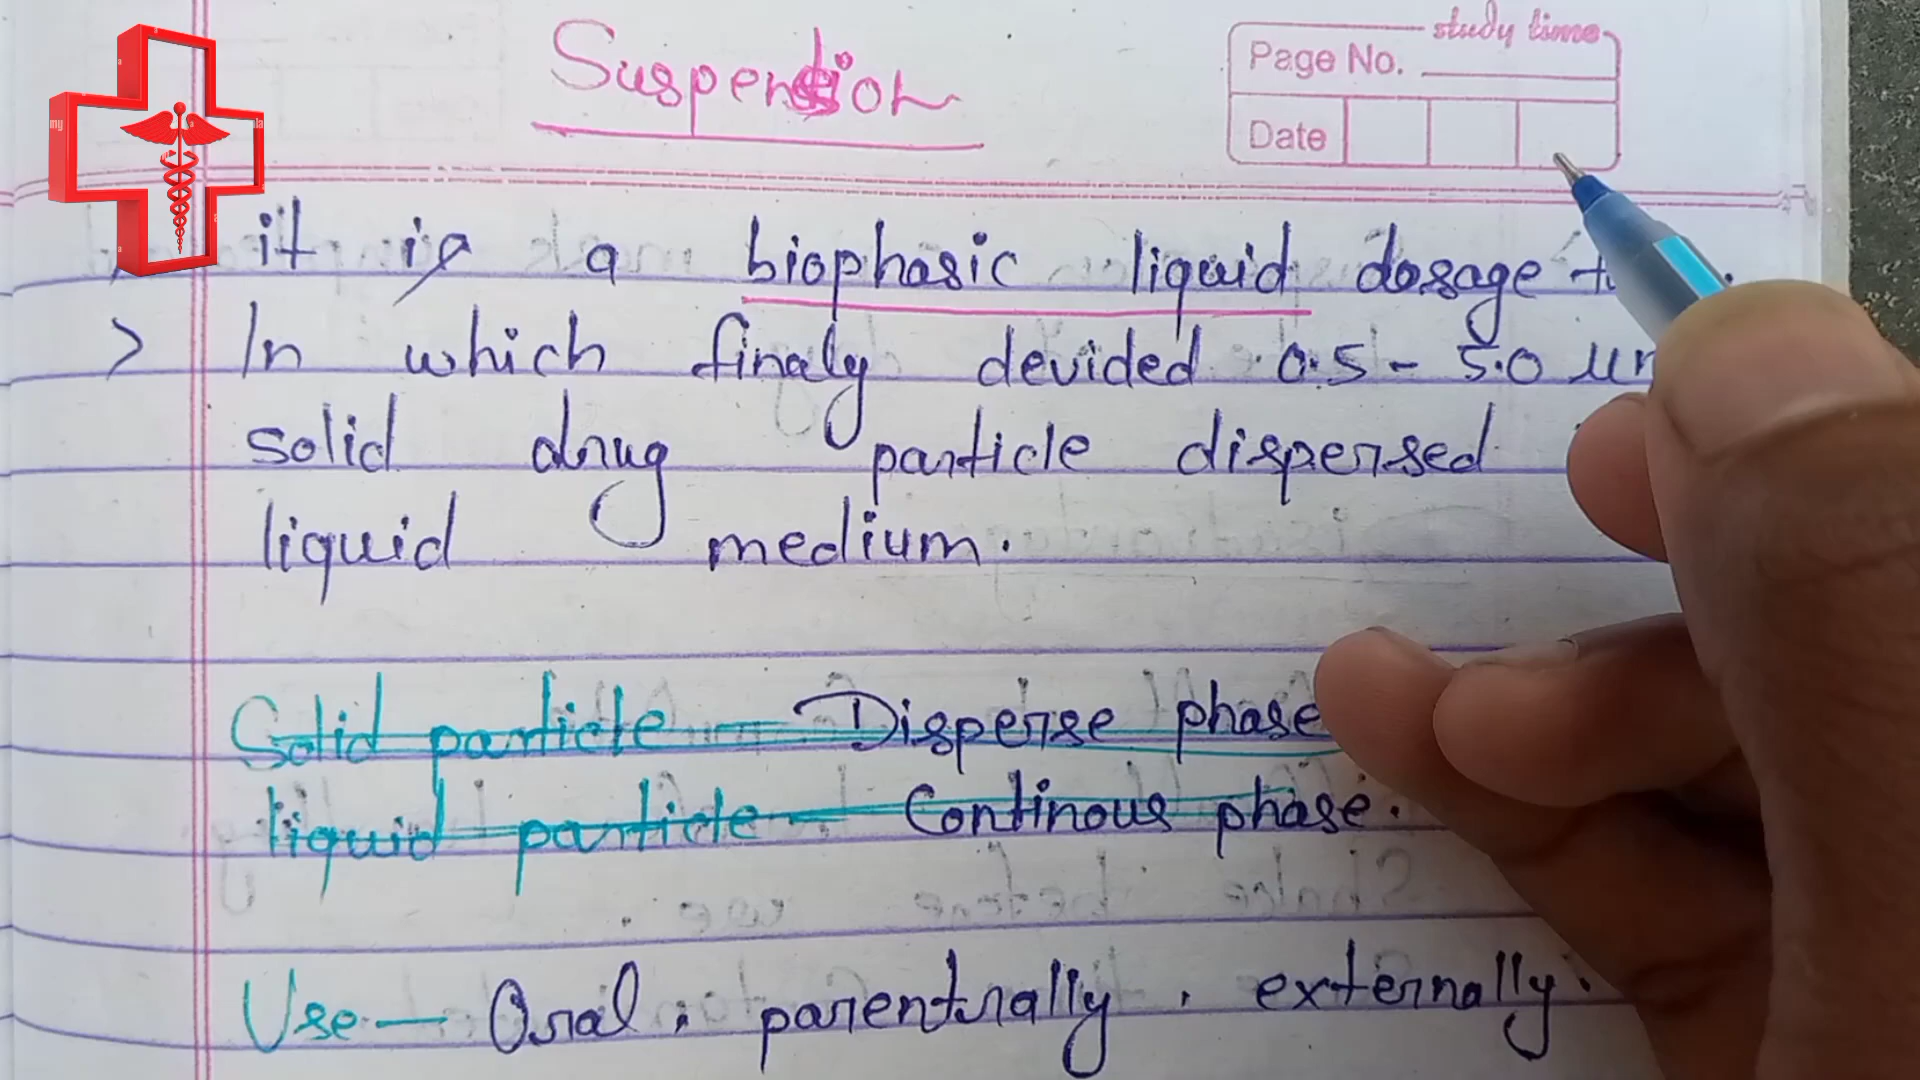 study time
Suspension
Page No.
Date
it is a biophasic liquid dosage
> In which finaly devided 0.5 - 5.0
solid drug particle dispersed
liquid medium.
Solid particle — Disperse phase
liquid particle — Continous phase.
Use — Oral, parentrally, externally.